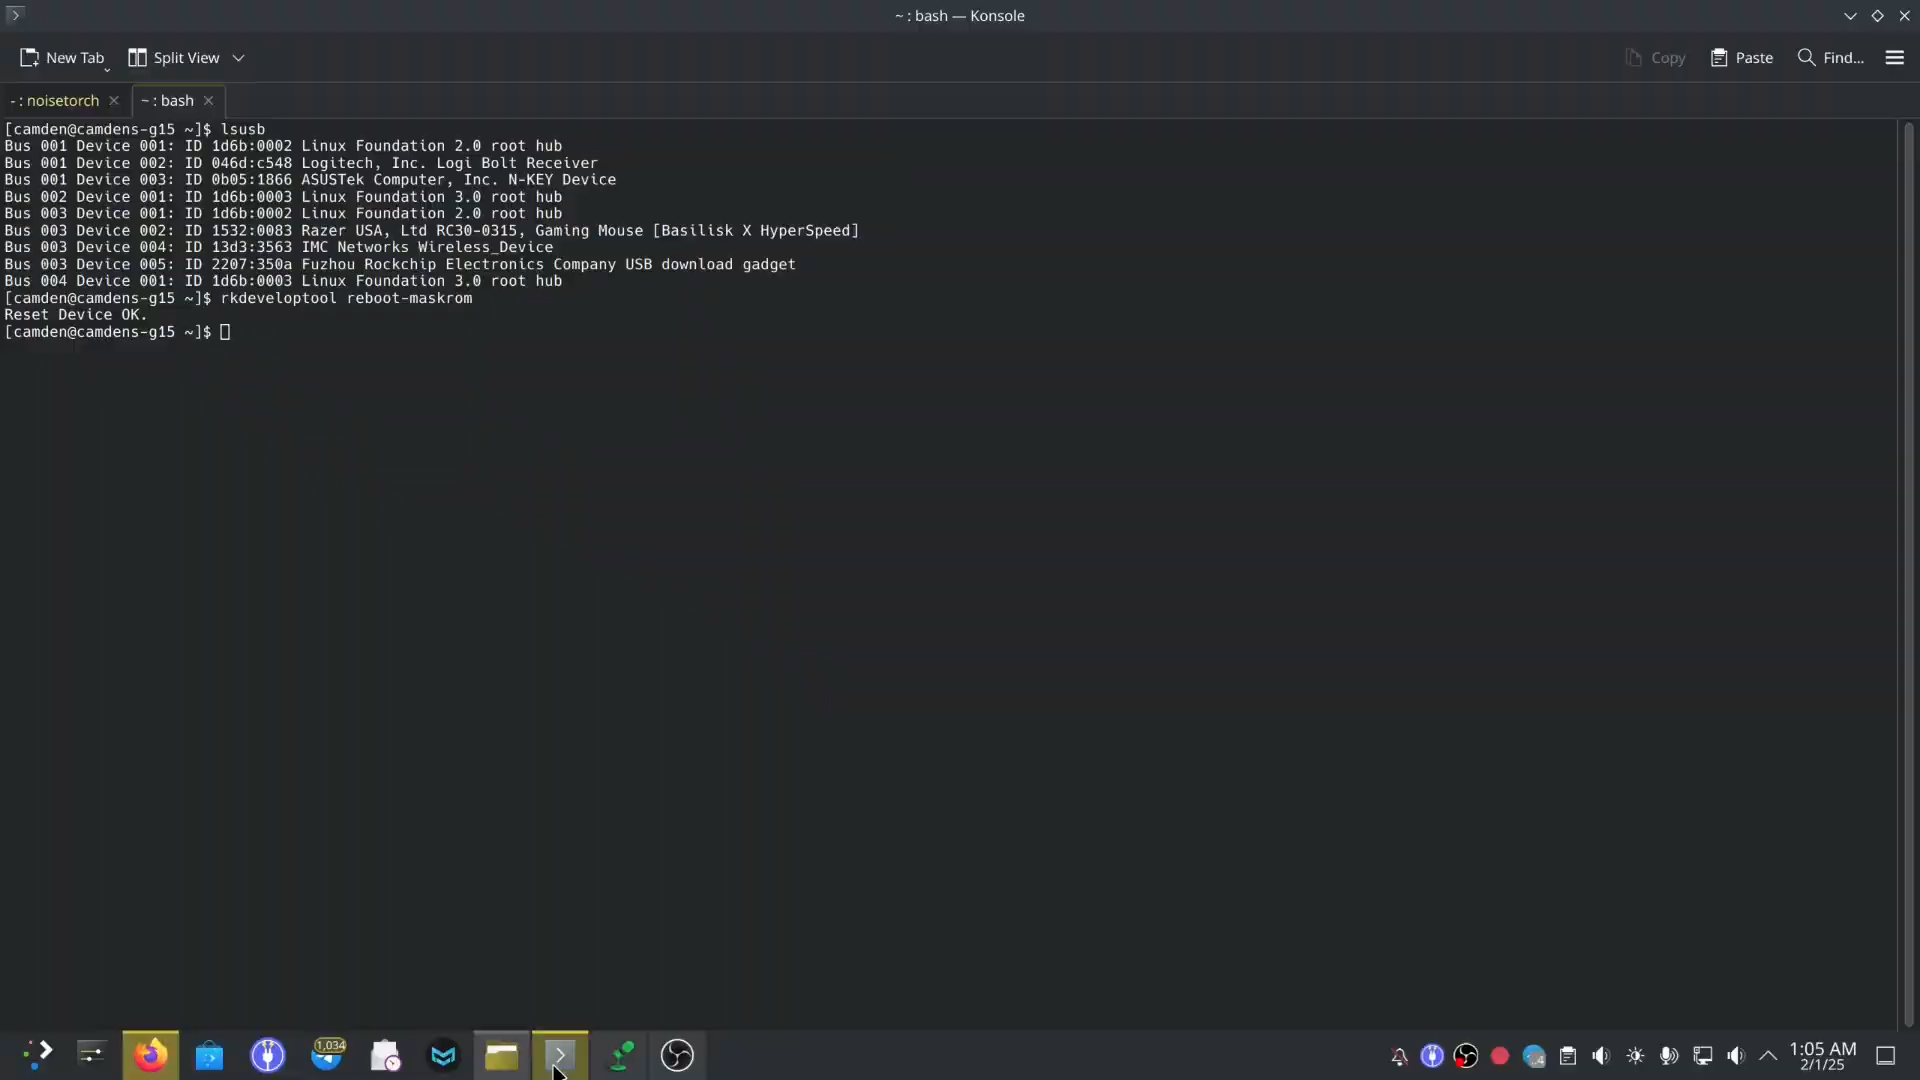 ~ : bash — Konsole
New Tab
Split View
Copy
Paste
Find...
- : noisetorch
~ : bash
[camden@camdens-g15 ~]$ lsusb
Bus 001 Device 001: ID 1d6b:0002 Linux Foundation 2.0 root hub
Bus 001 Device 002: ID 046d:c548 Logitech, Inc. Logi Bolt Receiver
Bus 001 Device 003: ID 0b05:1866 ASUSTek Computer, Inc. N-KEY Device
Bus 002 Device 001: ID 1d6b:0003 Linux Foundation 3.0 root hub
Bus 003 Device 001: ID 1d6b:0002 Linux Foundation 2.0 root hub
Bus 003 Device 002: ID 1532:0083 Razer USA, Ltd RC30-0315, Gaming Mouse [Basilisk X HyperSpeed]
Bus 003 Device 004: ID 13d3:3563 IMC Networks Wireless_Device
Bus 003 Device 005: ID 2207:350a Fuzhou Rockchip Electronics Company USB download gadget
Bus 004 Device 001: ID 1d6b:0003 Linux Foundation 3.0 root hub
[camden@camdens-g15 ~]$ rkdeveloptool reboot-maskrom
Reset Device OK.
[camden@camdens-g15 ~]$
1,034
1:05 AM
2/1/25